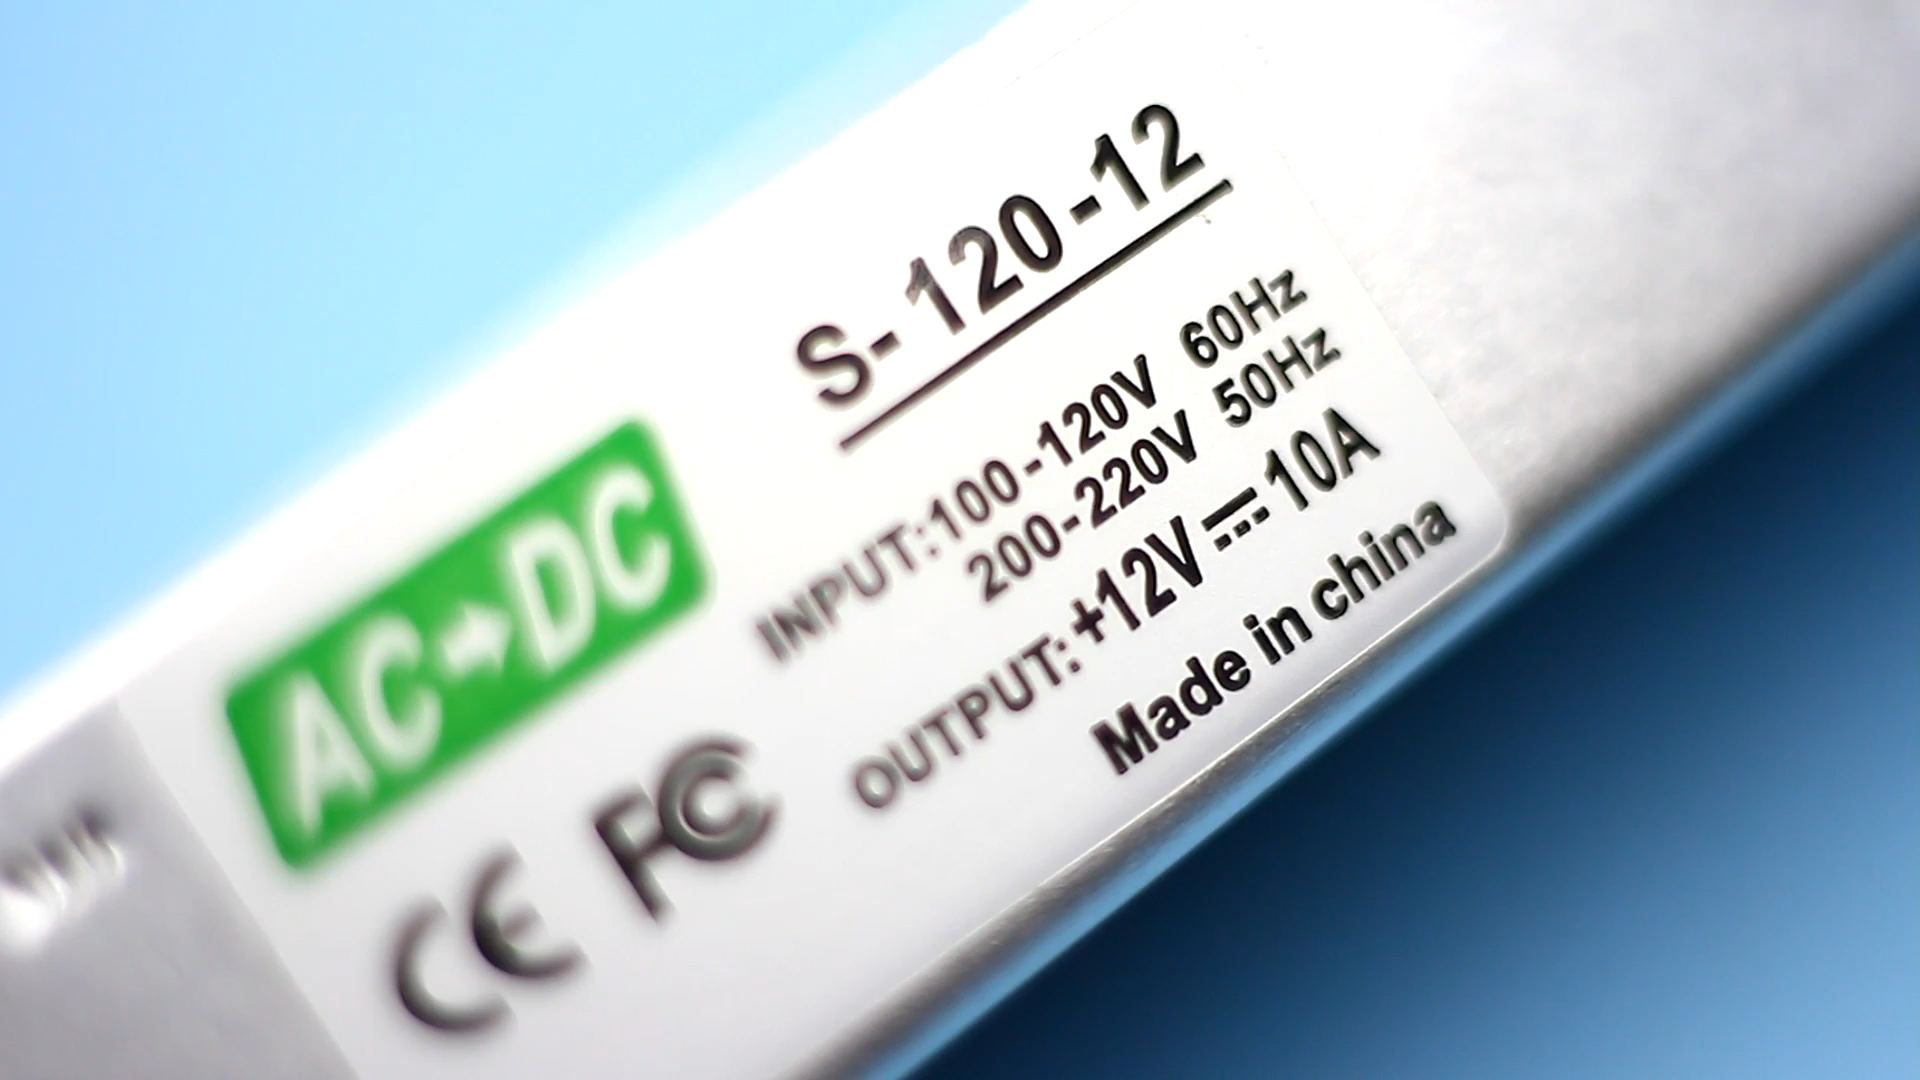 S-120-12
AC➡DC
INPUT:100-120V 60Hz
200-220V 50Hz
OUTPUT:+12V⎓10A
CE FC
Made in china